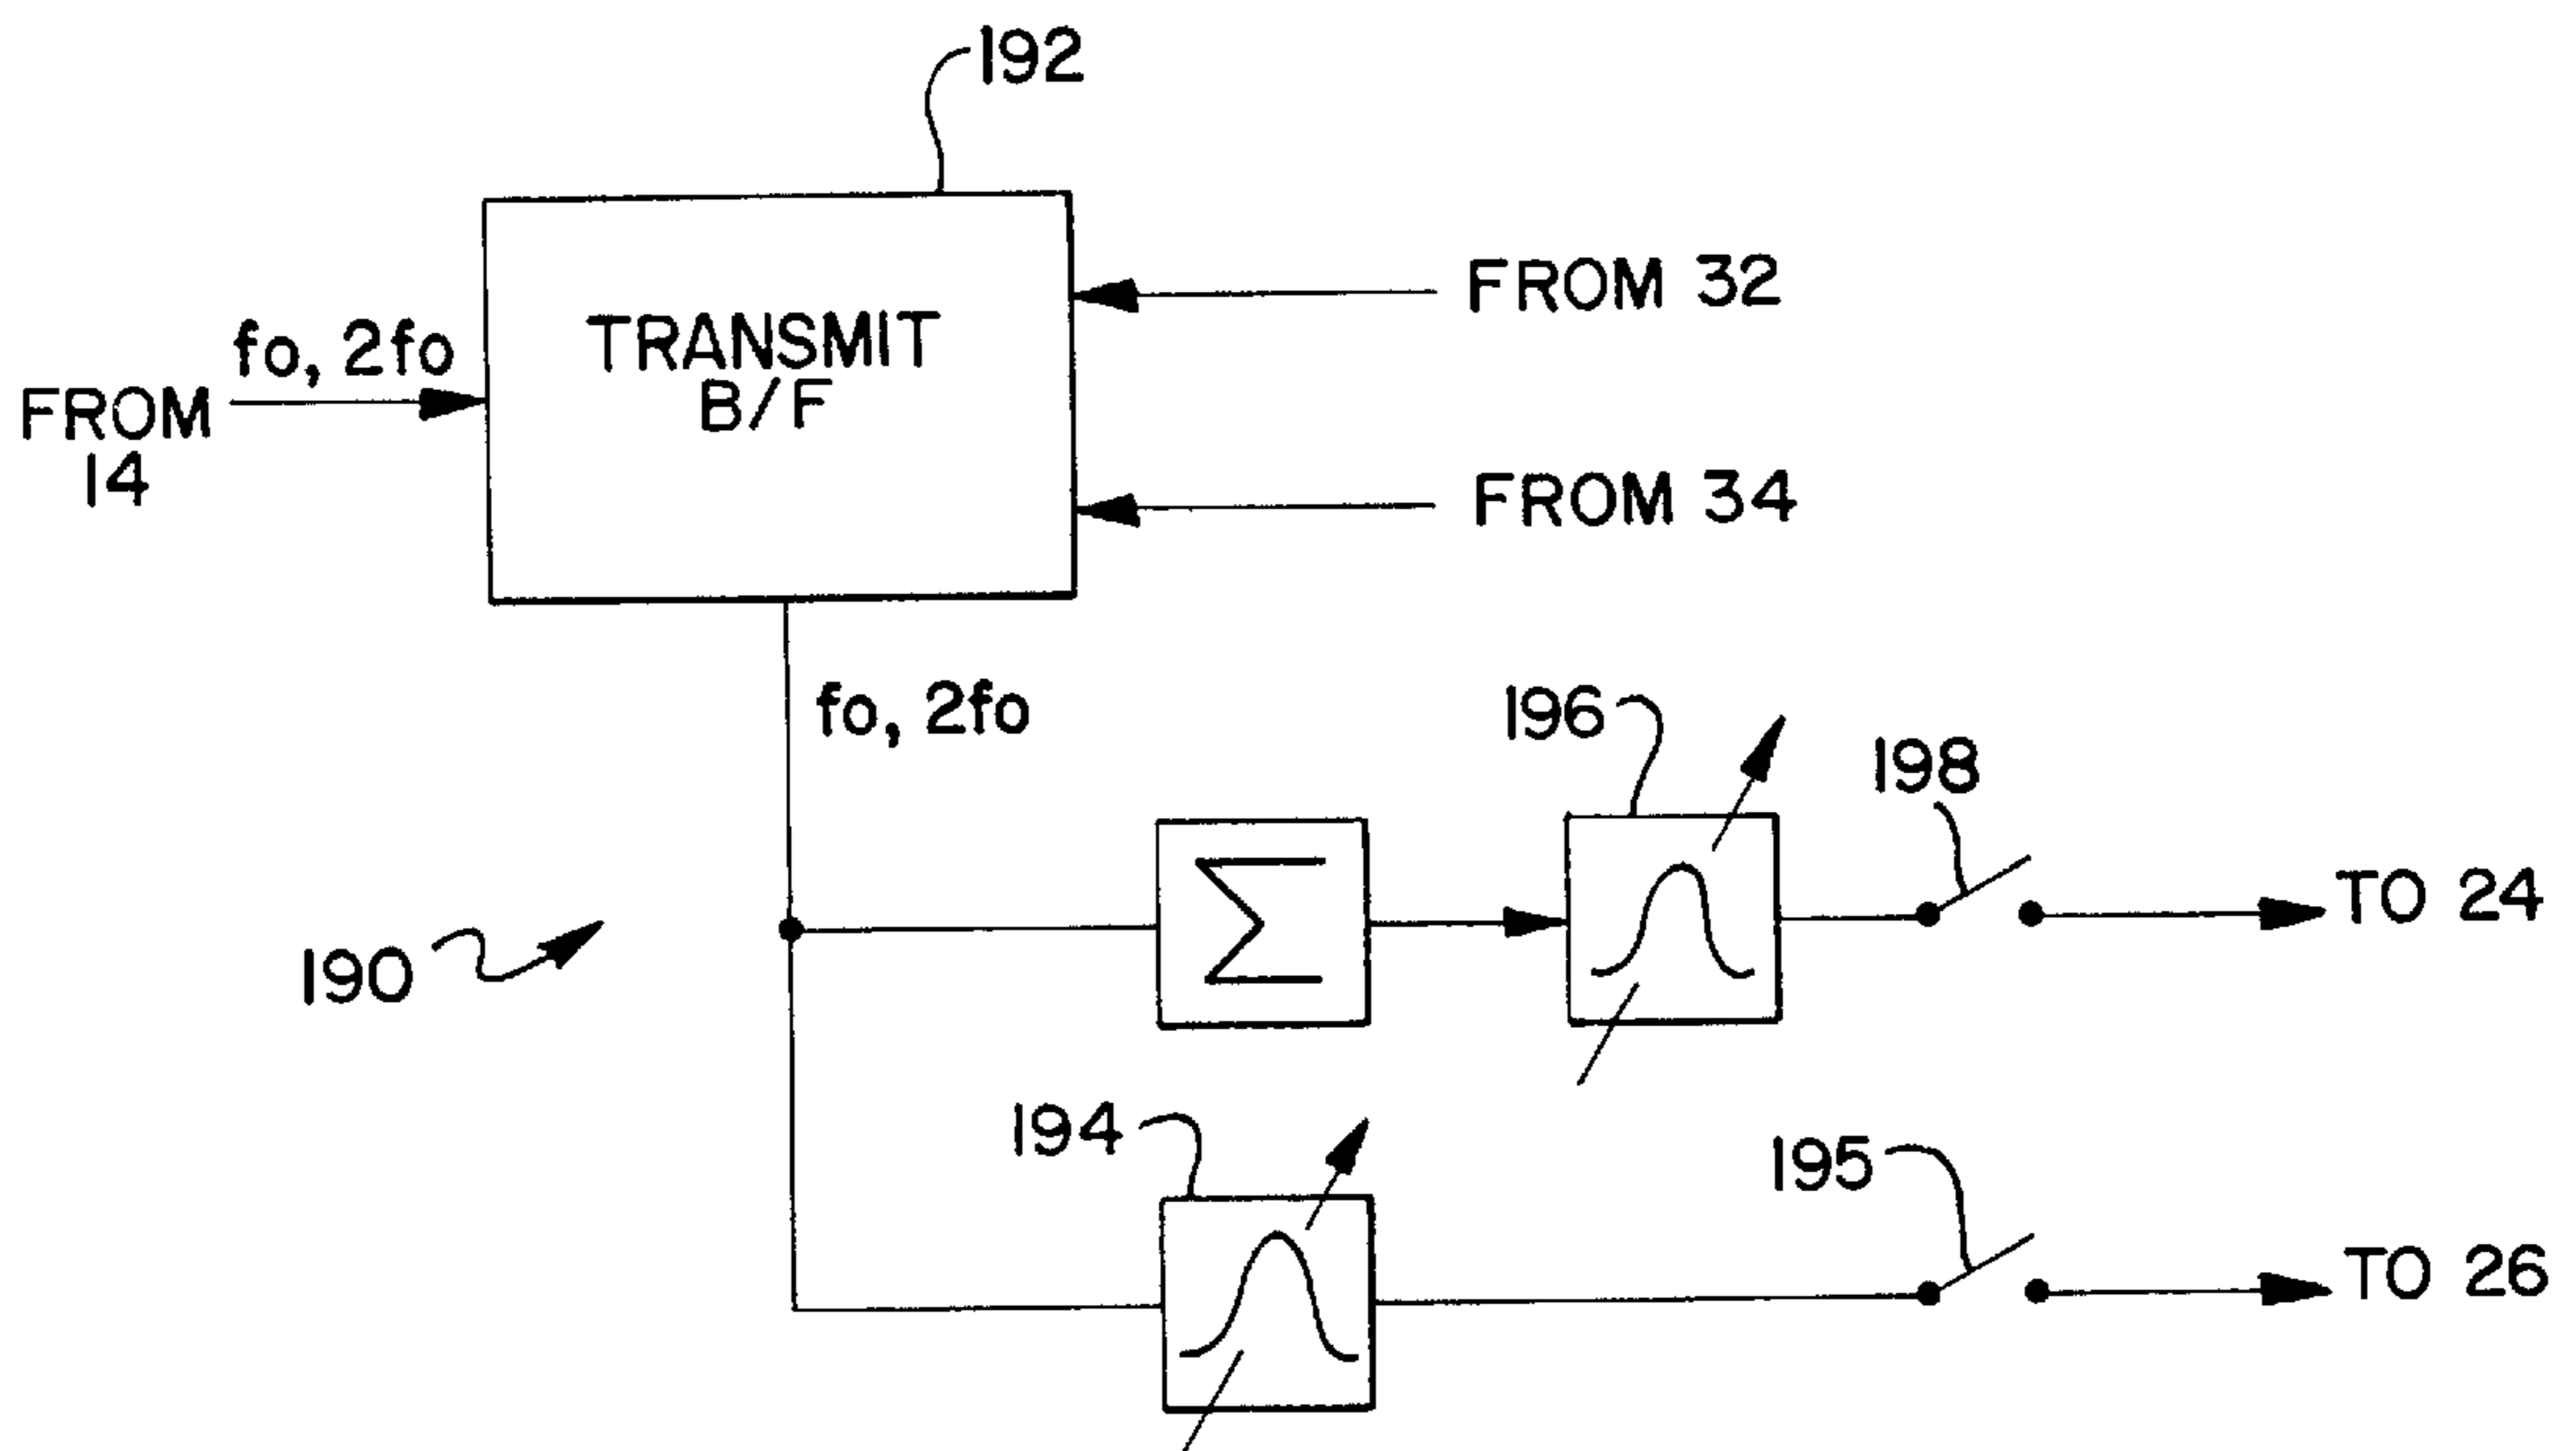 192
FROM 32
fo, 2fo
TRANSMIT
B/F
FROM
14
FROM 34
fo, 2fo
196
198
Σ
TO 24
190
194
195
TO 26